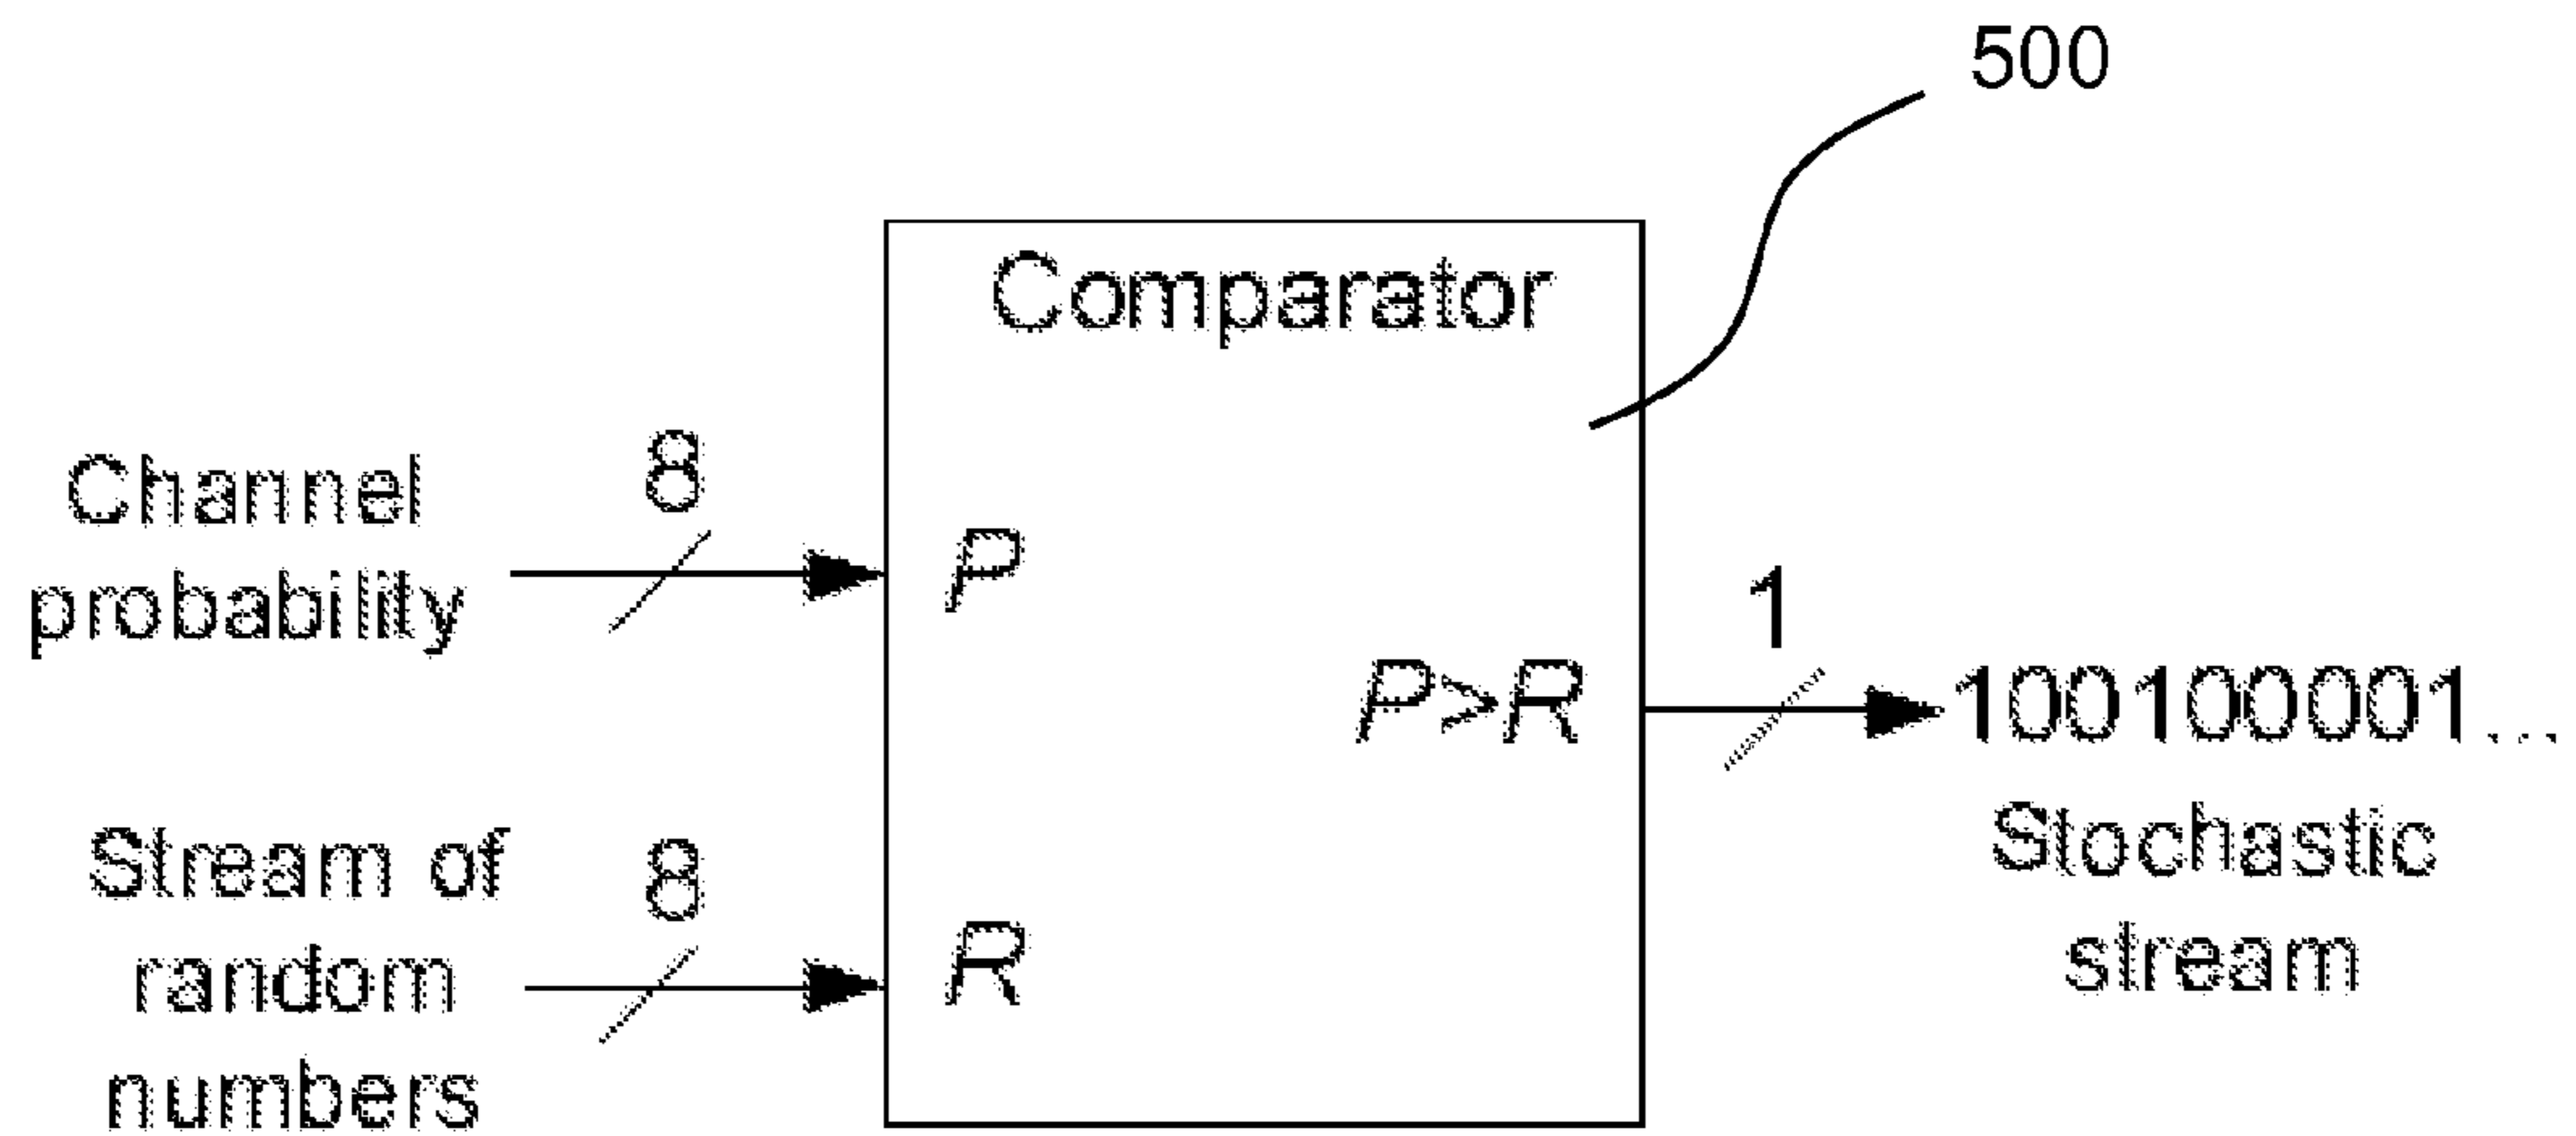 500
Comparator
Channel
probability
8
P
P>R
1
100100001...
Stochastic
stream
Stream of
random
numbers
8
R